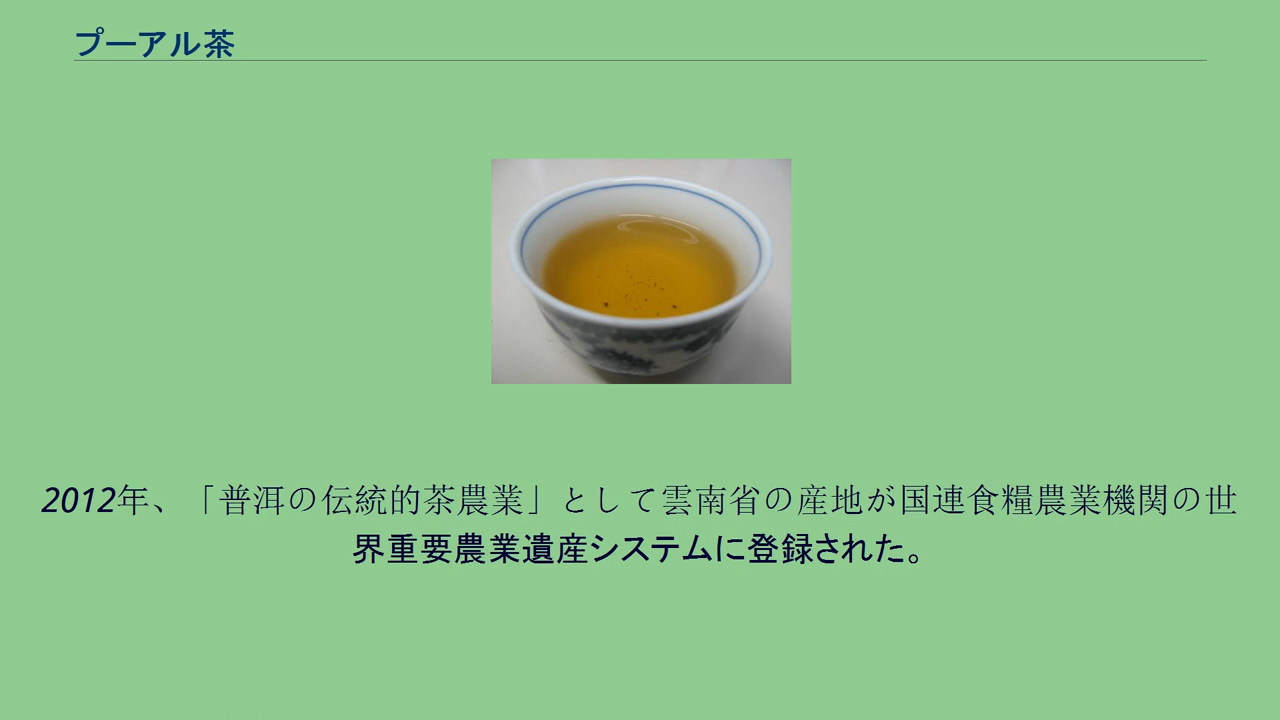 プーアル茶
2012年、「普洱の伝統的茶農業」として雲南省の産地が国連食糧農業機関の世
界重要農業遺産システムに登録された。